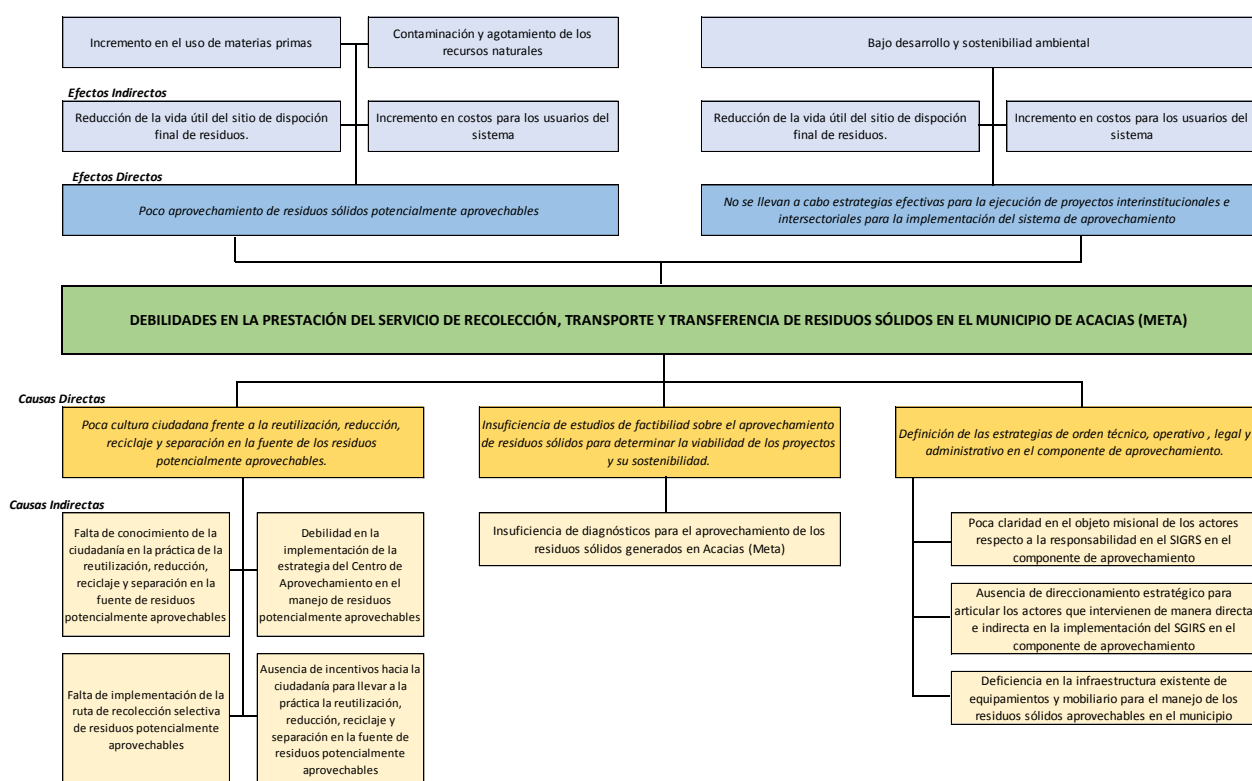 Incremento en el uso de materias primas
Contaminación y agotamiento de los
recursos naturales
Bajo desarrollo y sostenibiliad ambiental
Efectos Indirectos
Reducción de la vida útil del sitio de dispoción
final de residuos.
Incremento en costos para los usuarios del
sistema
Reducción de la vida útil del sitio de dispoción
final de residuos.
Incremento en costos para los usuarios del
sistema
Efectos Directos
Poco aprovechamiento de residuos sólidos potencialmente aprovechables
No se llevan a cabo estrategias efectivas para la ejecución de proyectos interinstitucionales e
intersectoriales para la implementación del sistema de aprovechamiento
DEBILIDADES EN LA PRESTACIÓN DEL SERVICIO DE RECOLECCIÓN, TRANSPORTE Y TRANSFERENCIA DE RESIDUOS SÓLIDOS EN EL MUNICIPIO DE ACACIAS (META)
Causas Directas
Poca cultura ciudadana frente a la reutilización, reducción,
reciclaje y separación en la fuente de los residuos
potencialmente aprovechables.
Insuficiencia de estudios de factibiliad sobre el aprovechamiento
de residuos sólidos para determinar la viabilidad de los proyectos
y su sostenibilidad.
Definición de las estrategias de orden técnico, operativo , legal y
administrativo en el componente de aprovechamiento.
Causas Indirectas
Falta de conocimiento de la
ciudadanía en la práctica de la
reutilización, reducción,
reciclaje y separación en la
fuente de residuos
potencialmente aprovechables
Debilidad en la
implementación de la
estrategia del Centro de
Aprovechamiento en el
manejo de residuos
potencialmente aprovechables
Insuficiencia de diagnósticos para el aprovechamiento de los
residuos sólidos generados en Acacias (Meta)
Poca claridad en el objeto misional de los actores
respecto a la responsabilidad en el SIGRS en el
componente de aprovechamiento
Ausencia de direccionamiento estratégico para
articular los actores que intervienen de manera directa
e indirecta en la implementación del SGIRS en el
componente de aprovechamiento
Falta de implementación de la
ruta de recolección selectiva
de residuos potencialmente
aprovechables
Ausencia de incentivos hacia la
ciudadanía para llevar a la
práctica la reutilización,
reducción, reciclaje y
separación en la fuente de
residuos potencialmente
aprovechables
Deficiencia en la infraestructura existente de
equipamientos y mobiliario para el manejo de los
residuos sólidos aprovechables en el municipio